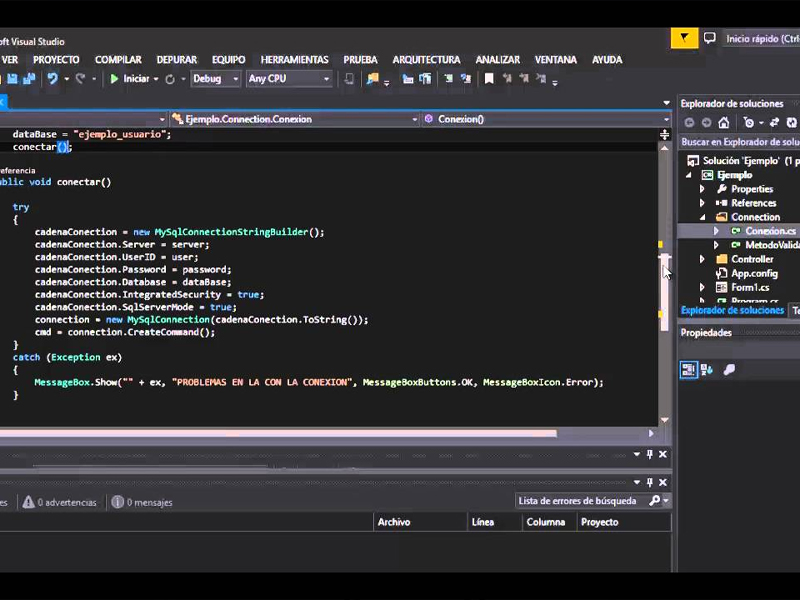 oft Visual Studio
Inicio rápido (Ctrl
VER PROYECTO COMPILAR DEPURAR EQUIPO HERRAMIENTAS PRUEBA ARQUITECTURA ANALIZAR VENTANA AYUDA
Iniciar Debug Any CPU
Ejemplo.Connection.Conexion Conexion()
dataBase = "ejemplo_usuario";
conectar();
referencia
ublic void conectar()
try
{
cadenaConection = new MySqlConnectionStringBuilder();
cadenaConection.Server = server;
cadenaConection.UserID = user;
cadenaConection.Password = password;
cadenaConection.Database = dataBase;
cadenaConection.IntegratedSecurity = true;
cadenaConection.SqlServerMode = true;
connection = new MySqlConnection(cadenaConection.ToString());
cmd = connection.CreateCommand();
}
catch (Exception ex)
{
MessageBox.Show("" + ex, "PROBLEMAS EN LA CON LA CONEXION", MessageBoxButtons.OK, MessageBoxIcon.Error);
}
Explorador de soluciones
Buscar en Explorador de solu
Solución 'Ejemplo' (1 p
Ejemplo
Properties
References
Connection
Conexion.cs
MetodoValida
Controller
App.config
Form1.cs
Program.cs
Explorador de soluciones Te
Propiedades
es 0 advertencias 0 mensajes
Lista de errores de búsqueda
Archivo Línea Columna Proyecto